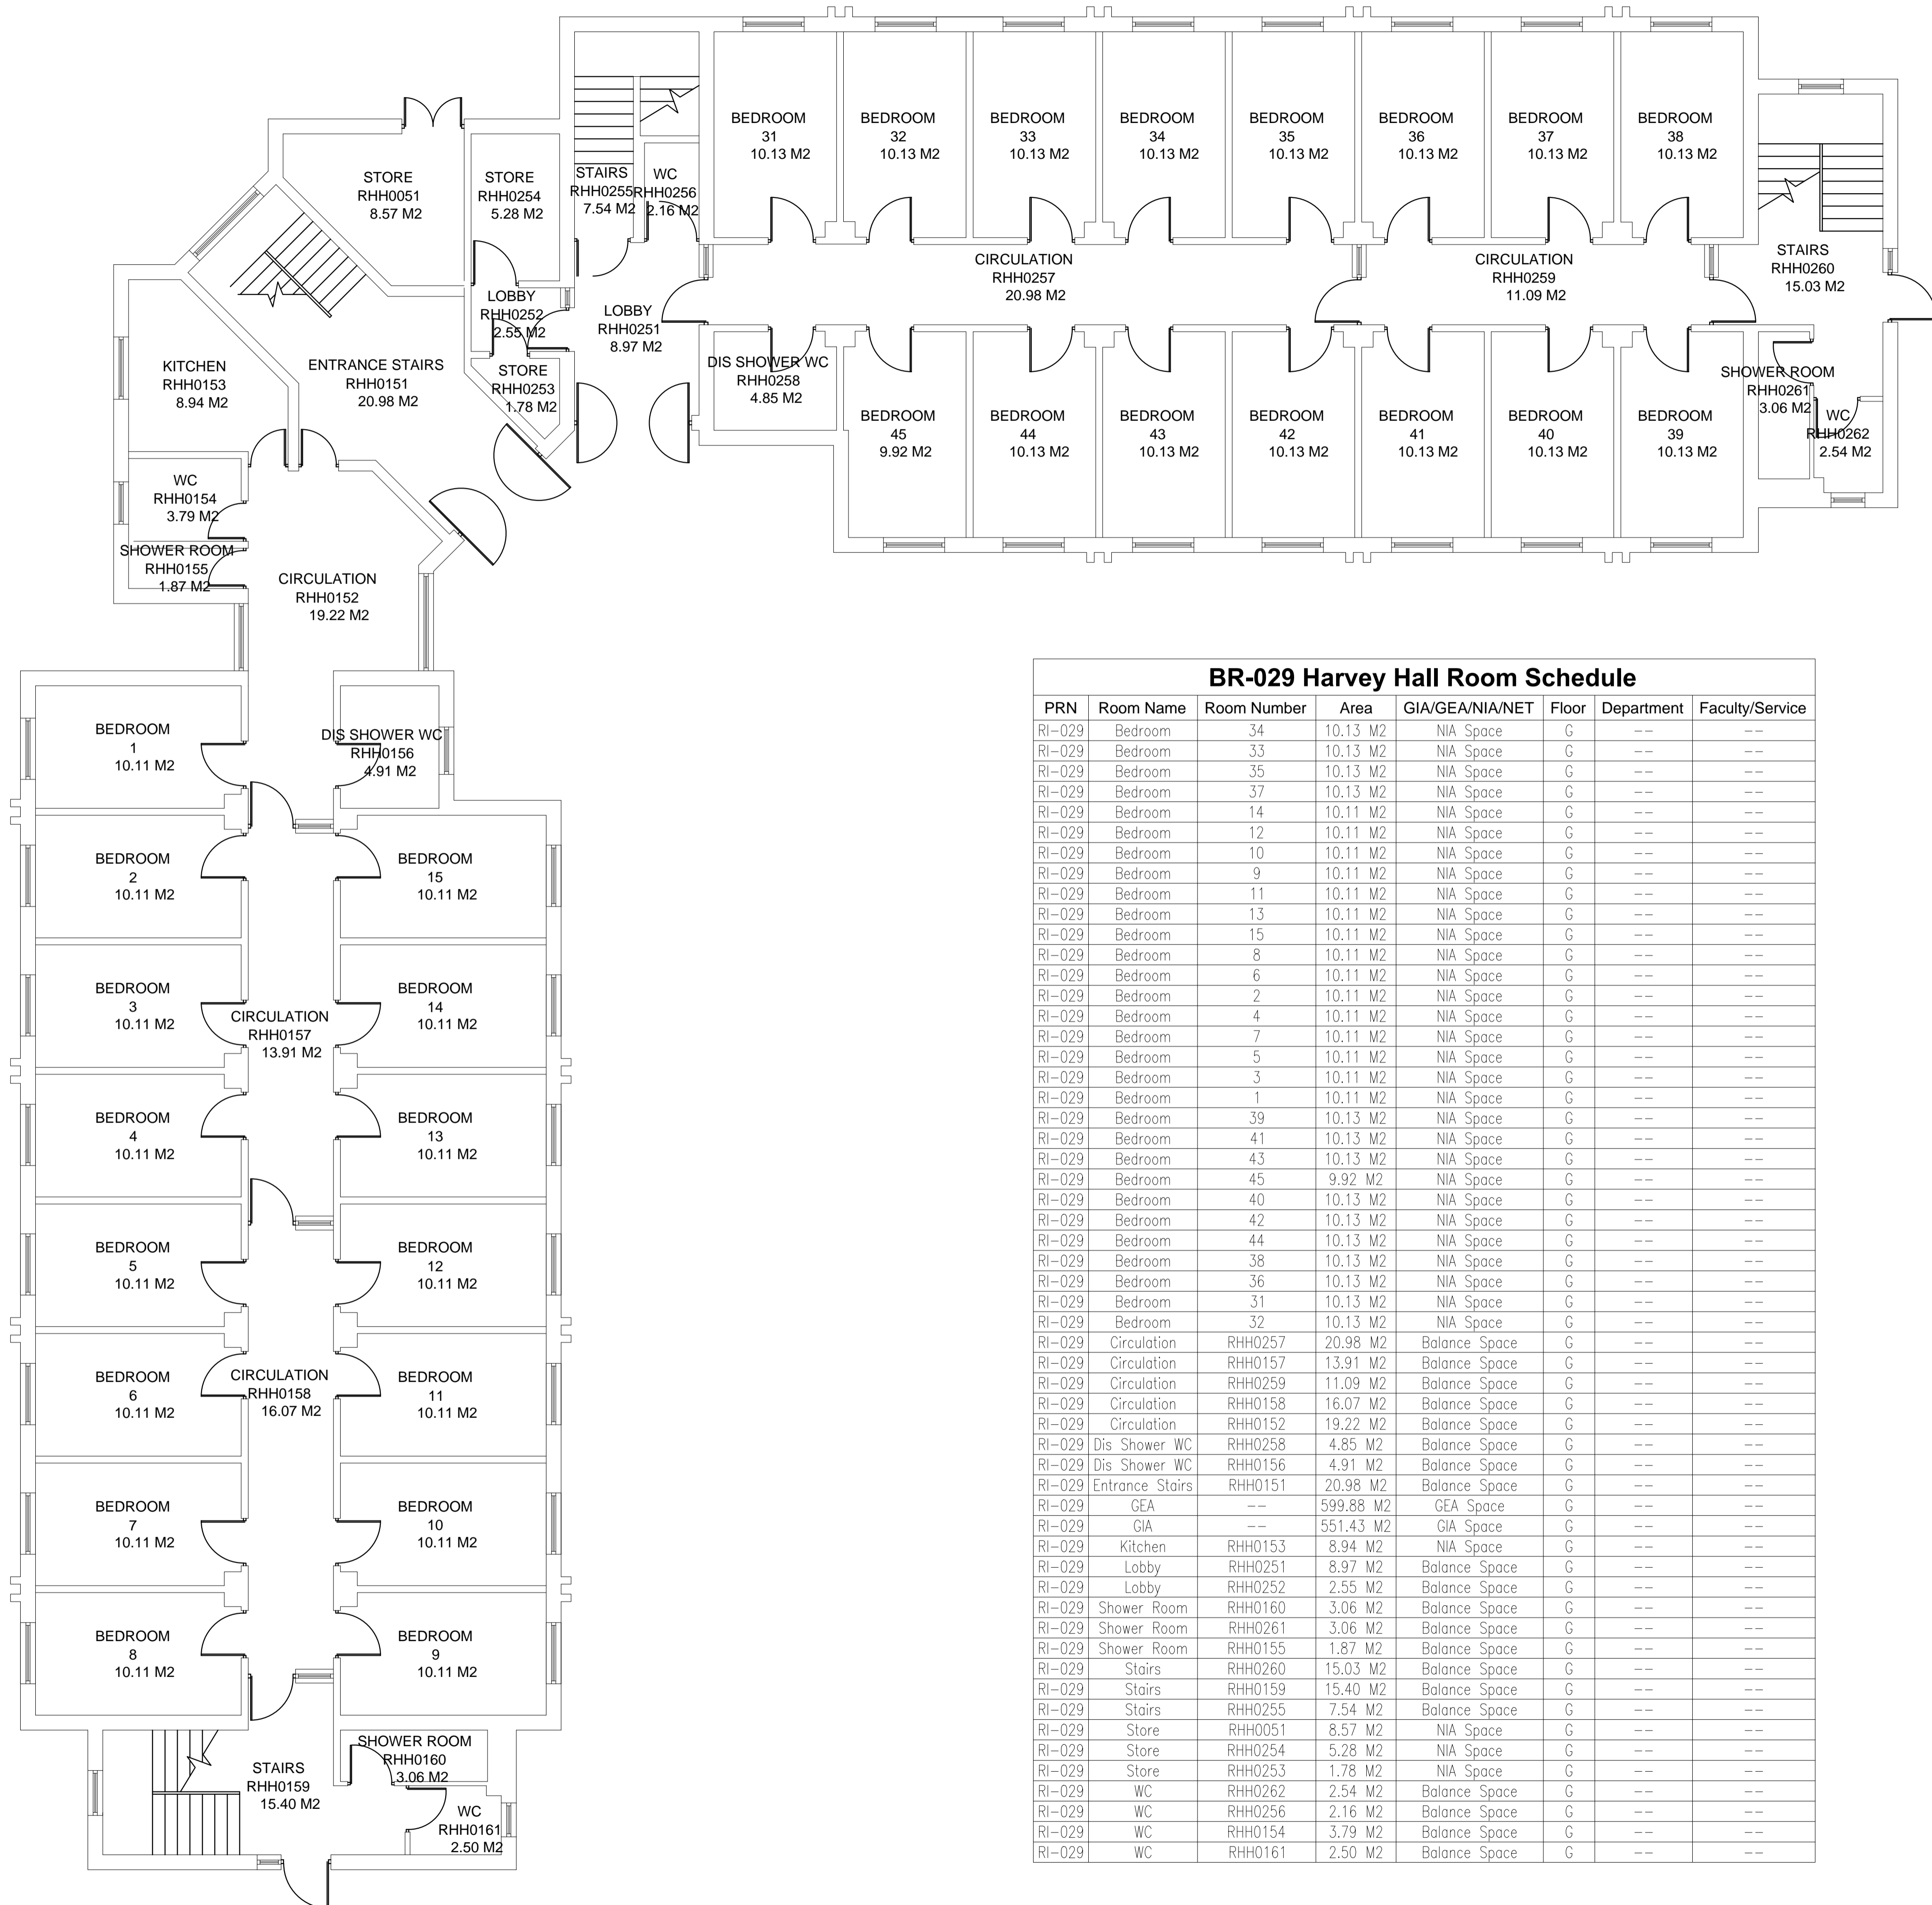 BEDROOM
31
10.13 M2
BEDROOM
32
10.13 M2
BEDROOM
33
10.13 M2
BEDROOM
34
10.13 M2
BEDROOM
35
10.13 M2
BEDROOM
36
10.13 M2
BEDROOM
37
10.13 M2
BEDROOM
38
10.13 M2
STORE
RHH0051
8.57 M2
STORE
RHH0254
5.28 M2
STAIRS
RHH0255
7.54 M2
WC
RHH0256
2.16 M2
CIRCULATION
RHH0257
20.98 M2
CIRCULATION
RHH0259
11.09 M2
STAIRS
RHH0260
15.03 M2
LOBBY
RHH0252
2.55 M2
LOBBY
RHH0251
8.97 M2
KITCHEN
RHH0153
8.94 M2
ENTRANCE STAIRS
RHH0151
20.98 M2
STORE
RHH0253
1.78 M2
DIS SHOWER WC
RHH0258
4.85 M2
BEDROOM
45
9.92 M2
BEDROOM
44
10.13 M2
BEDROOM
43
10.13 M2
BEDROOM
42
10.13 M2
BEDROOM
41
10.13 M2
BEDROOM
40
10.13 M2
BEDROOM
39
10.13 M2
SHOWER ROOM
RHH0261
3.06 M2
WC
RHH0262
2.54 M2
WC
RHH0154
3.79 M2
SHOWER ROOM
RHH0155
1.87 M2
CIRCULATION
RHH0152
19.22 M2
BEDROOM
1
10.11 M2
DIS SHOWER WC
RHH0156
4.91 M2
BEDROOM
2
10.11 M2
BEDROOM
15
10.11 M2
BEDROOM
3
10.11 M2
CIRCULATION
RHH0157
13.91 M2
BEDROOM
14
10.11 M2
BEDROOM
4
10.11 M2
BEDROOM
13
10.11 M2
BEDROOM
5
10.11 M2
BEDROOM
12
10.11 M2
BEDROOM
6
10.11 M2
CIRCULATION
RHH0158
16.07 M2
BEDROOM
11
10.11 M2
BEDROOM
7
10.11 M2
BEDROOM
10
10.11 M2
BEDROOM
8
10.11 M2
BEDROOM
9
10.11 M2
STAIRS
RHH0159
15.40 M2
SHOWER ROOM
RHH0160
3.06 M2
WC
RHH0161
2.50 M2
BR-029 Harvey Hall Room Schedule
PRN Room Name Room Number Area GIA/GEA/NIA/NET Floor Department Faculty/Service
RI-029 Bedroom 34 10.13 M2 NIA Space G -- --
RI-029 Bedroom 33 10.13 M2 NIA Space G -- --
RI-029 Bedroom 35 10.13 M2 NIA Space G -- --
RI-029 Bedroom 37 10.13 M2 NIA Space G -- --
RI-029 Bedroom 14 10.11 M2 NIA Space G -- --
RI-029 Bedroom 12 10.11 M2 NIA Space G -- --
RI-029 Bedroom 10 10.11 M2 NIA Space G -- --
RI-029 Bedroom 9 10.11 M2 NIA Space G -- --
RI-029 Bedroom 11 10.11 M2 NIA Space G -- --
RI-029 Bedroom 13 10.11 M2 NIA Space G -- --
RI-029 Bedroom 15 10.11 M2 NIA Space G -- --
RI-029 Bedroom 8 10.11 M2 NIA Space G -- --
RI-029 Bedroom 6 10.11 M2 NIA Space G -- --
RI-029 Bedroom 2 10.11 M2 NIA Space G -- --
RI-029 Bedroom 4 10.11 M2 NIA Space G -- --
RI-029 Bedroom 7 10.11 M2 NIA Space G -- --
RI-029 Bedroom 5 10.11 M2 NIA Space G -- --
RI-029 Bedroom 3 10.11 M2 NIA Space G -- --
RI-029 Bedroom 1 10.11 M2 NIA Space G -- --
RI-029 Bedroom 39 10.13 M2 NIA Space G -- --
RI-029 Bedroom 41 10.13 M2 NIA Space G -- --
RI-029 Bedroom 43 10.13 M2 NIA Space G -- --
RI-029 Bedroom 45 9.92 M2 NIA Space G -- --
RI-029 Bedroom 40 10.13 M2 NIA Space G -- --
RI-029 Bedroom 42 10.13 M2 NIA Space G -- --
RI-029 Bedroom 44 10.13 M2 NIA Space G -- --
RI-029 Bedroom 38 10.13 M2 NIA Space G -- --
RI-029 Bedroom 36 10.13 M2 NIA Space G -- --
RI-029 Bedroom 31 10.13 M2 NIA Space G -- --
RI-029 Bedroom 32 10.13 M2 NIA Space G -- --
RI-029 Circulation RHH0257 20.98 M2 Balance Space G -- --
RI-029 Circulation RHH0157 13.91 M2 Balance Space G -- --
RI-029 Circulation RHH0259 11.09 M2 Balance Space G -- --
RI-029 Circulation RHH0158 16.07 M2 Balance Space G -- --
RI-029 Circulation RHH0152 19.22 M2 Balance Space G -- --
RI-029 Dis Shower WC RHH0258 4.85 M2 Balance Space G -- --
RI-029 Dis Shower WC RHH0156 4.91 M2 Balance Space G -- --
RI-029 Entrance Stairs RHH0151 20.98 M2 Balance Space G -- --
RI-029 GEA -- 599.88 M2 GEA Space G -- --
RI-029 GIA -- 551.43 M2 GIA Space G -- --
RI-029 Kitchen RHH0153 8.94 M2 NIA Space G -- --
RI-029 Lobby RHH0251 8.97 M2 Balance Space G -- --
RI-029 Lobby RHH0252 2.55 M2 Balance Space G -- --
RI-029 Shower Room RHH0160 3.06 M2 Balance Space G -- --
RI-029 Shower Room RHH0261 3.06 M2 Balance Space G -- --
RI-029 Shower Room RHH0155 1.87 M2 Balance Space G -- --
RI-029 Stairs RHH0260 15.03 M2 Balance Space G -- --
RI-029 Stairs RHH0159 15.40 M2 Balance Space G -- --
RI-029 Stairs RHH0255 7.54 M2 Balance Space G -- --
RI-029 Store RHH0051 8.57 M2 NIA Space G -- --
RI-029 Store RHH0254 5.28 M2 NIA Space G -- --
RI-029 Store RHH0253 1.78 M2 NIA Space G -- --
RI-029 WC RHH0262 2.54 M2 Balance Space G -- --
RI-029 WC RHH0256 2.16 M2 Balance Space G -- --
RI-029 WC RHH0154 3.79 M2 Balance Space G -- --
RI-029 WC RHH0161 2.50 M2 Balance Space G -- --